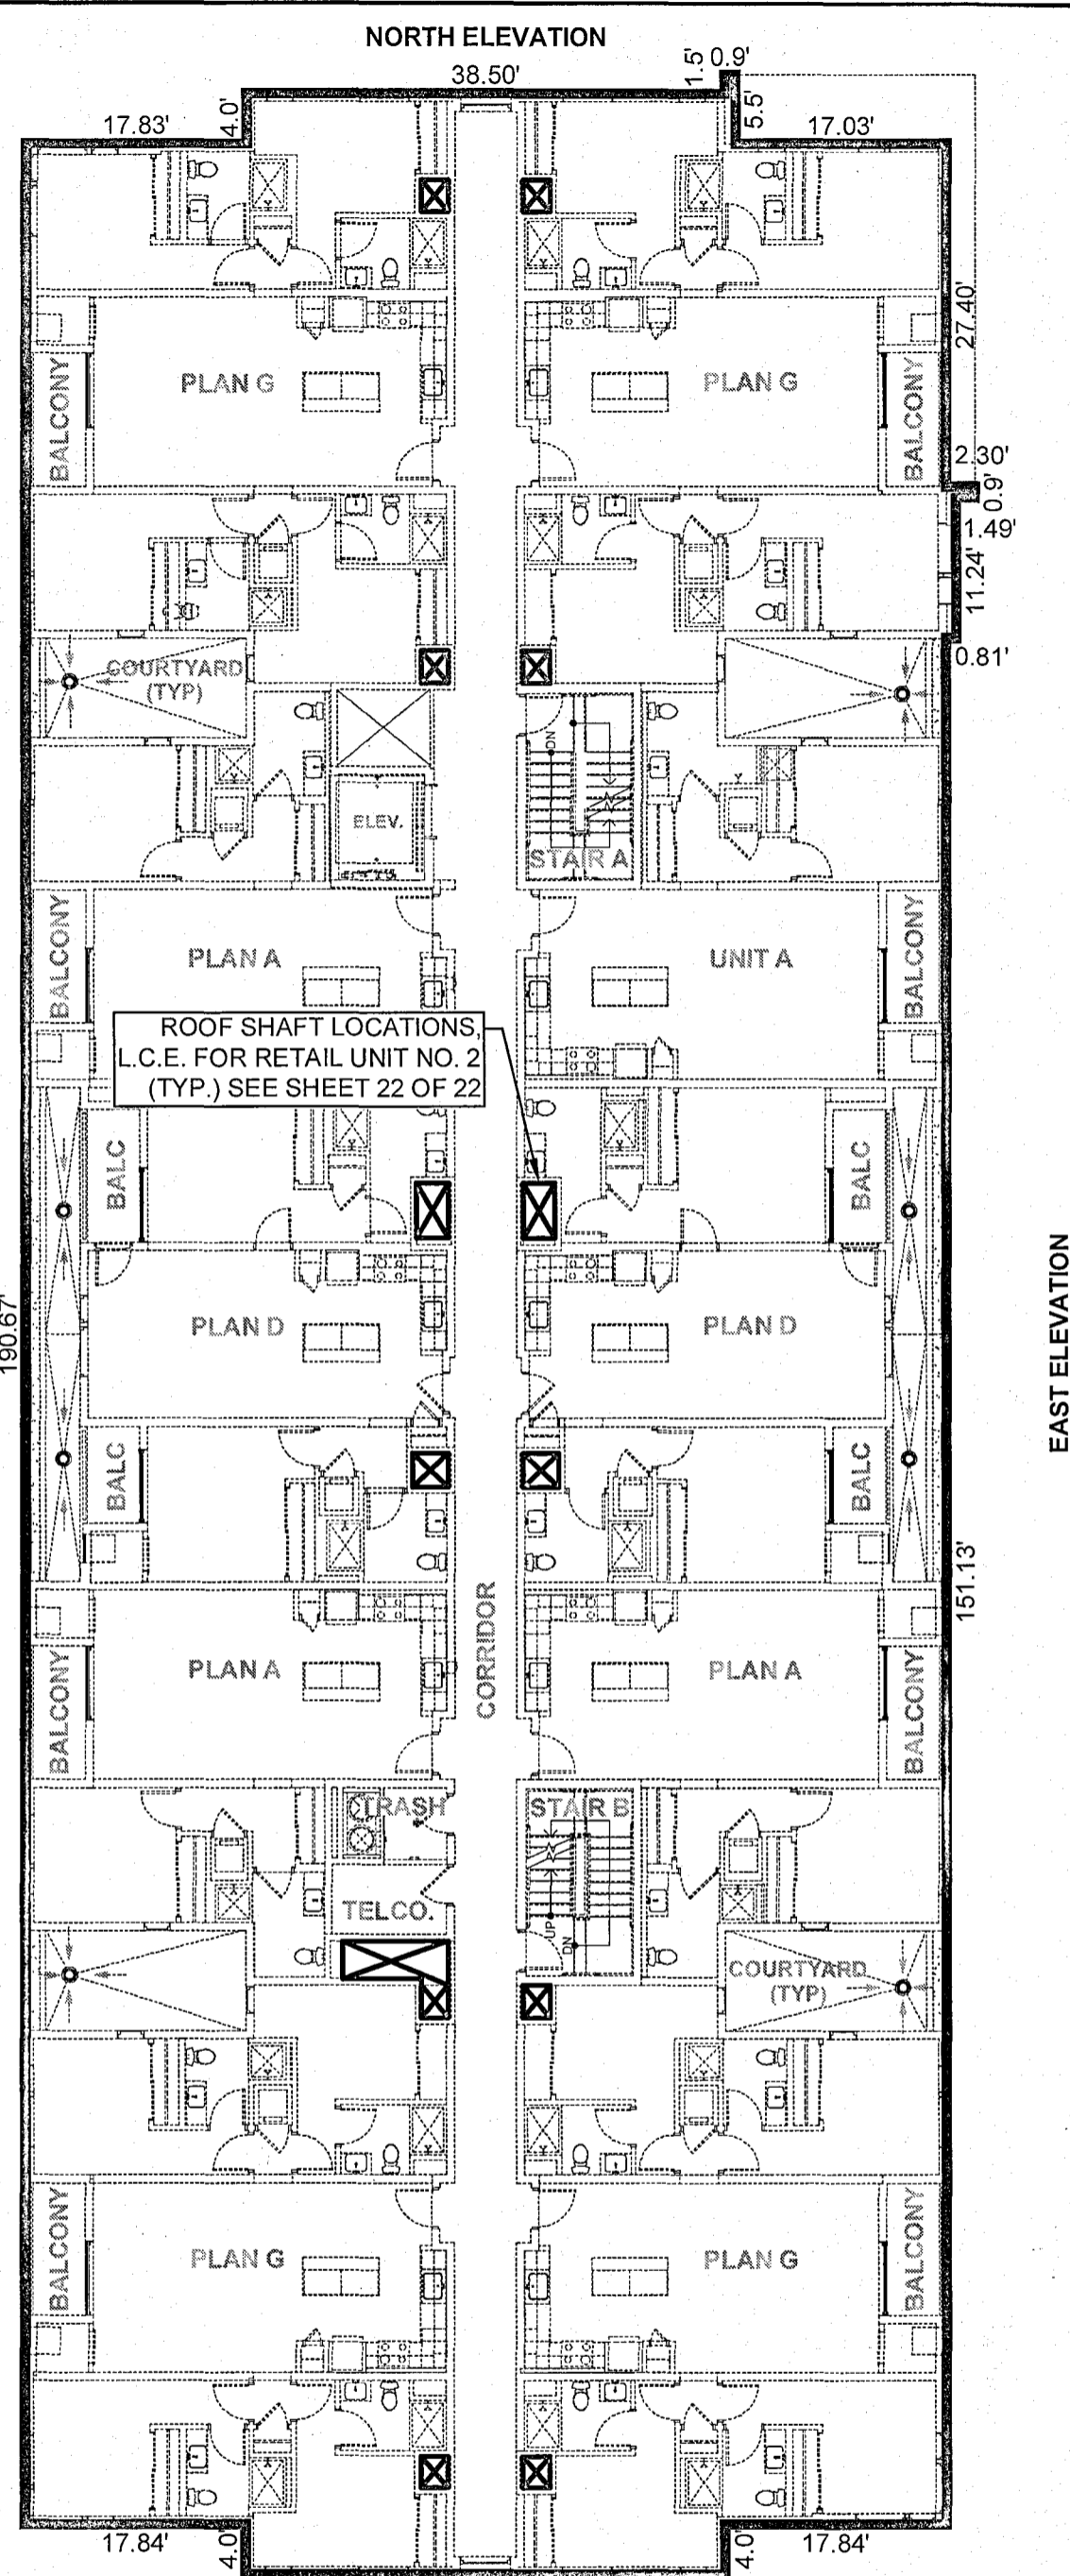 NORTH ELEVATION
38.50'
1.5'
0.9'
5.5'
4.0'
17.83'
17.03'
27.40'
PLAN G
PLAN G
BALCONY
BALCONY
2.30'
0.9'
1.49'
11.24'
0.81'
COURTYARD
(TYP)
DN
ELEV.
STAIR A
BALCONY
PLAN A
UNIT A
BALCONY
ROOF SHAFT LOCATIONS,
L.C.E. FOR RETAIL UNIT NO. 2
(TYP.) SEE SHEET 22 OF 22
BALC
BALC
190.67'
PLAN D
PLAN D
EAST ELEVATION
BALC
BALC
151.13'
CORRIDOR
PLAN A
PLAN A
BALCONY
BALCONY
TRASH
STAIR B
TELCO.
UP
DN
COURTYARD
(TYP)
BALCONY
PLAN G
PLAN G
BALCONY
17.84'
4.0'
4.0'
17.84'